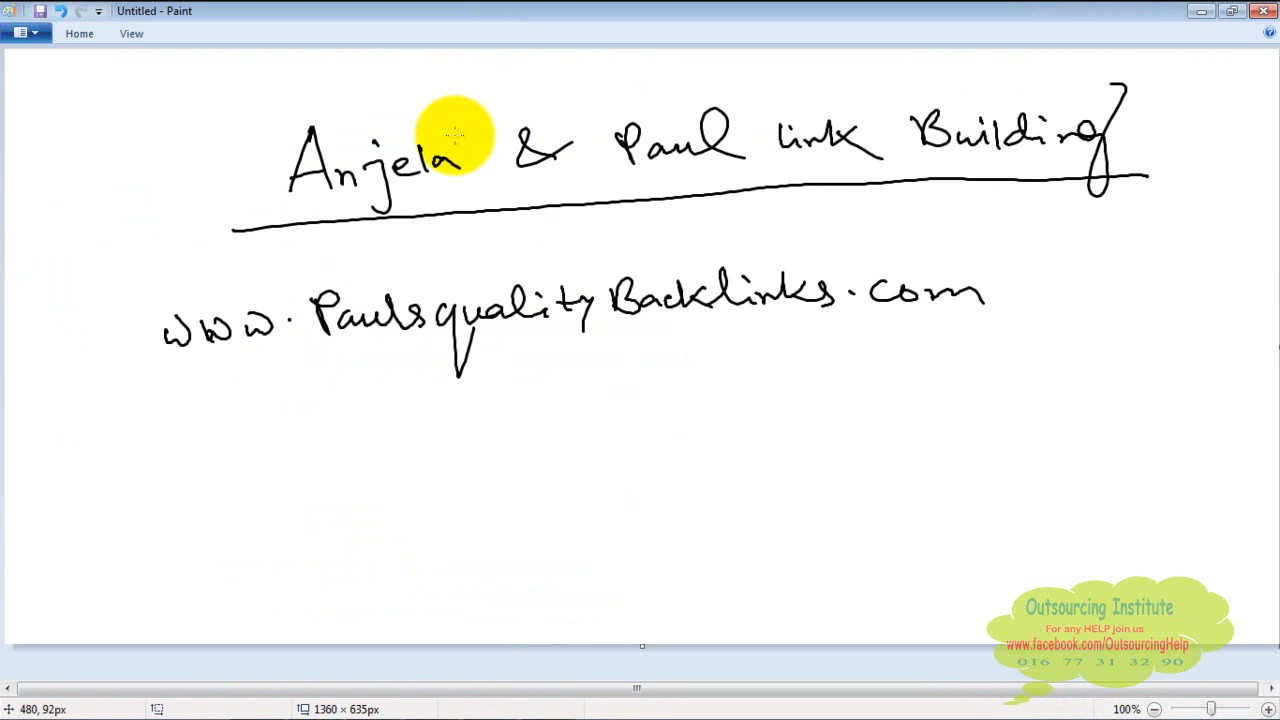 Untitled - Paint
Home View
Anjela & Paul link Building
www.PaulsqualityBacklinks.com
Outsourcing Institute
For any HELP join us
www.facebook.com/OutsourcingHelp
016 77 31 32 90
480, 92px
1360 × 635px
100%